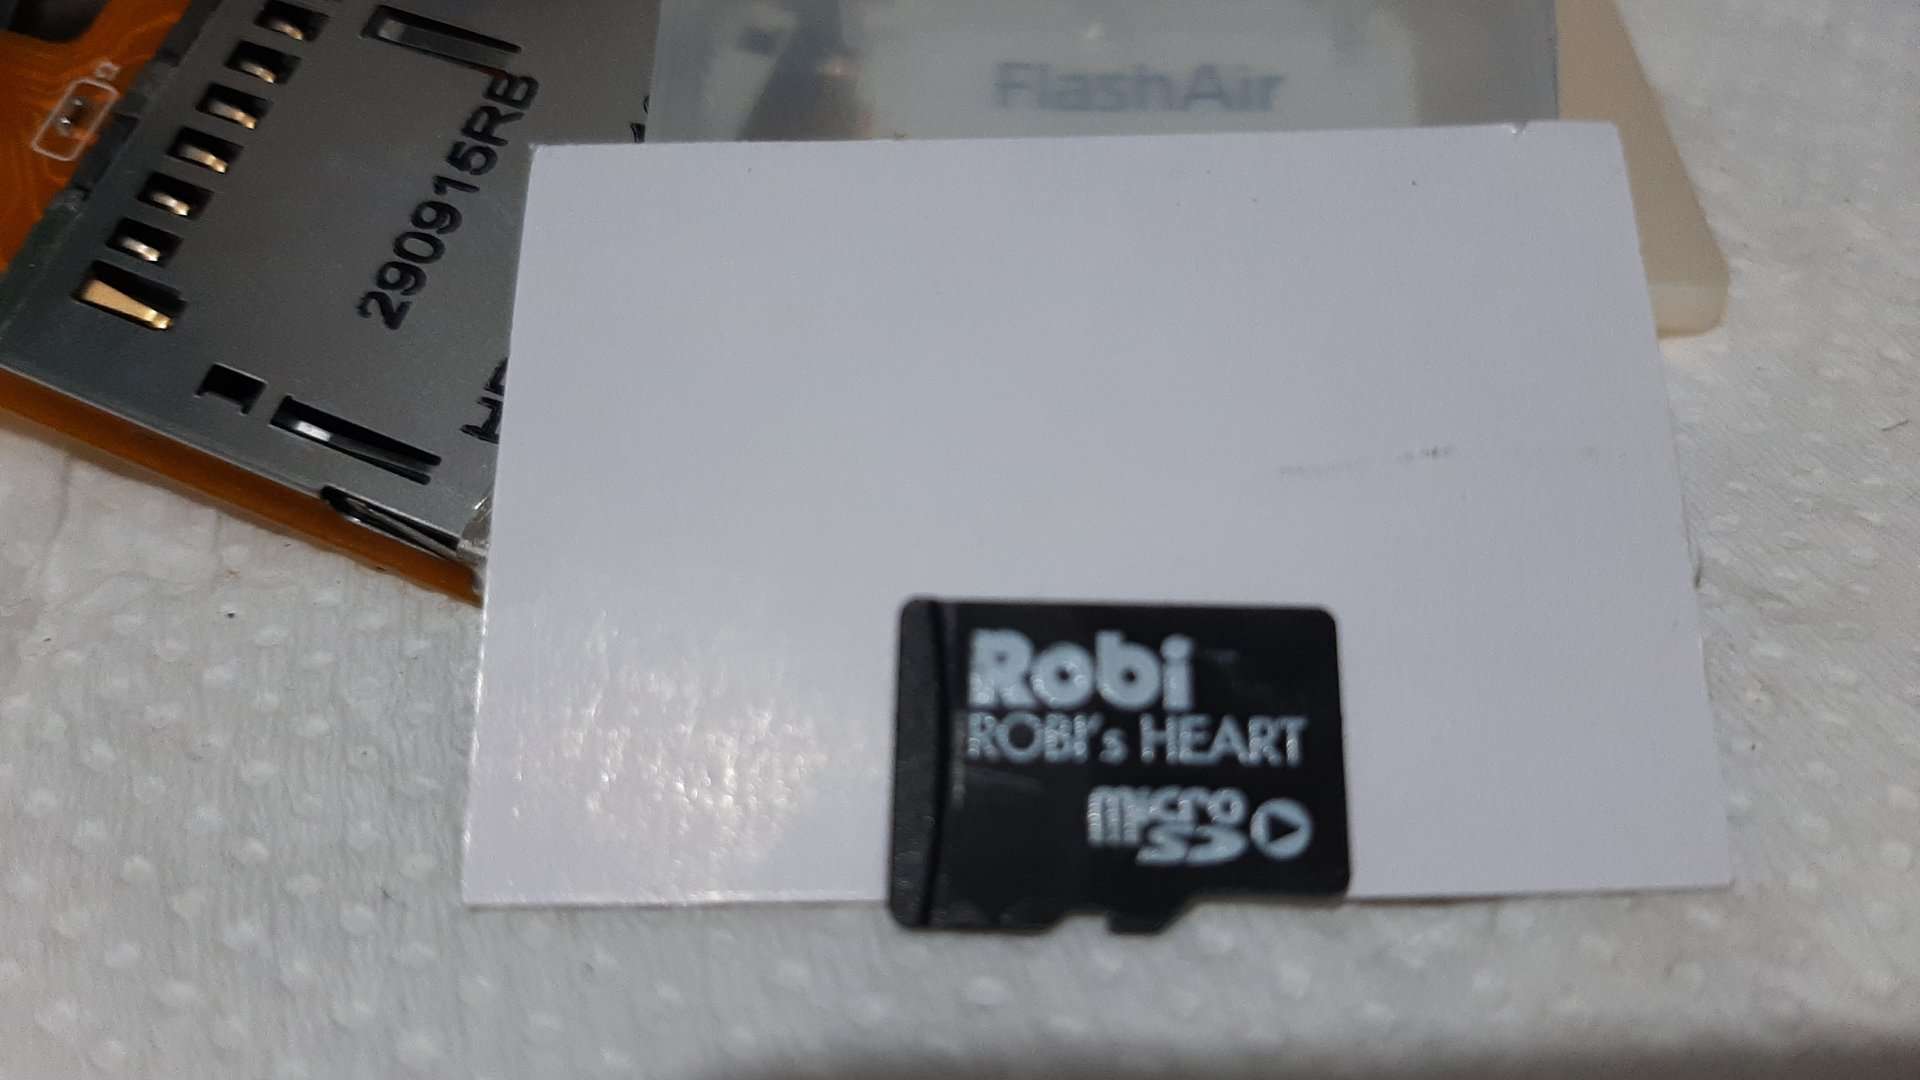 FlashAir
290915RB
Robi
ROBI's HEART
micro
SD